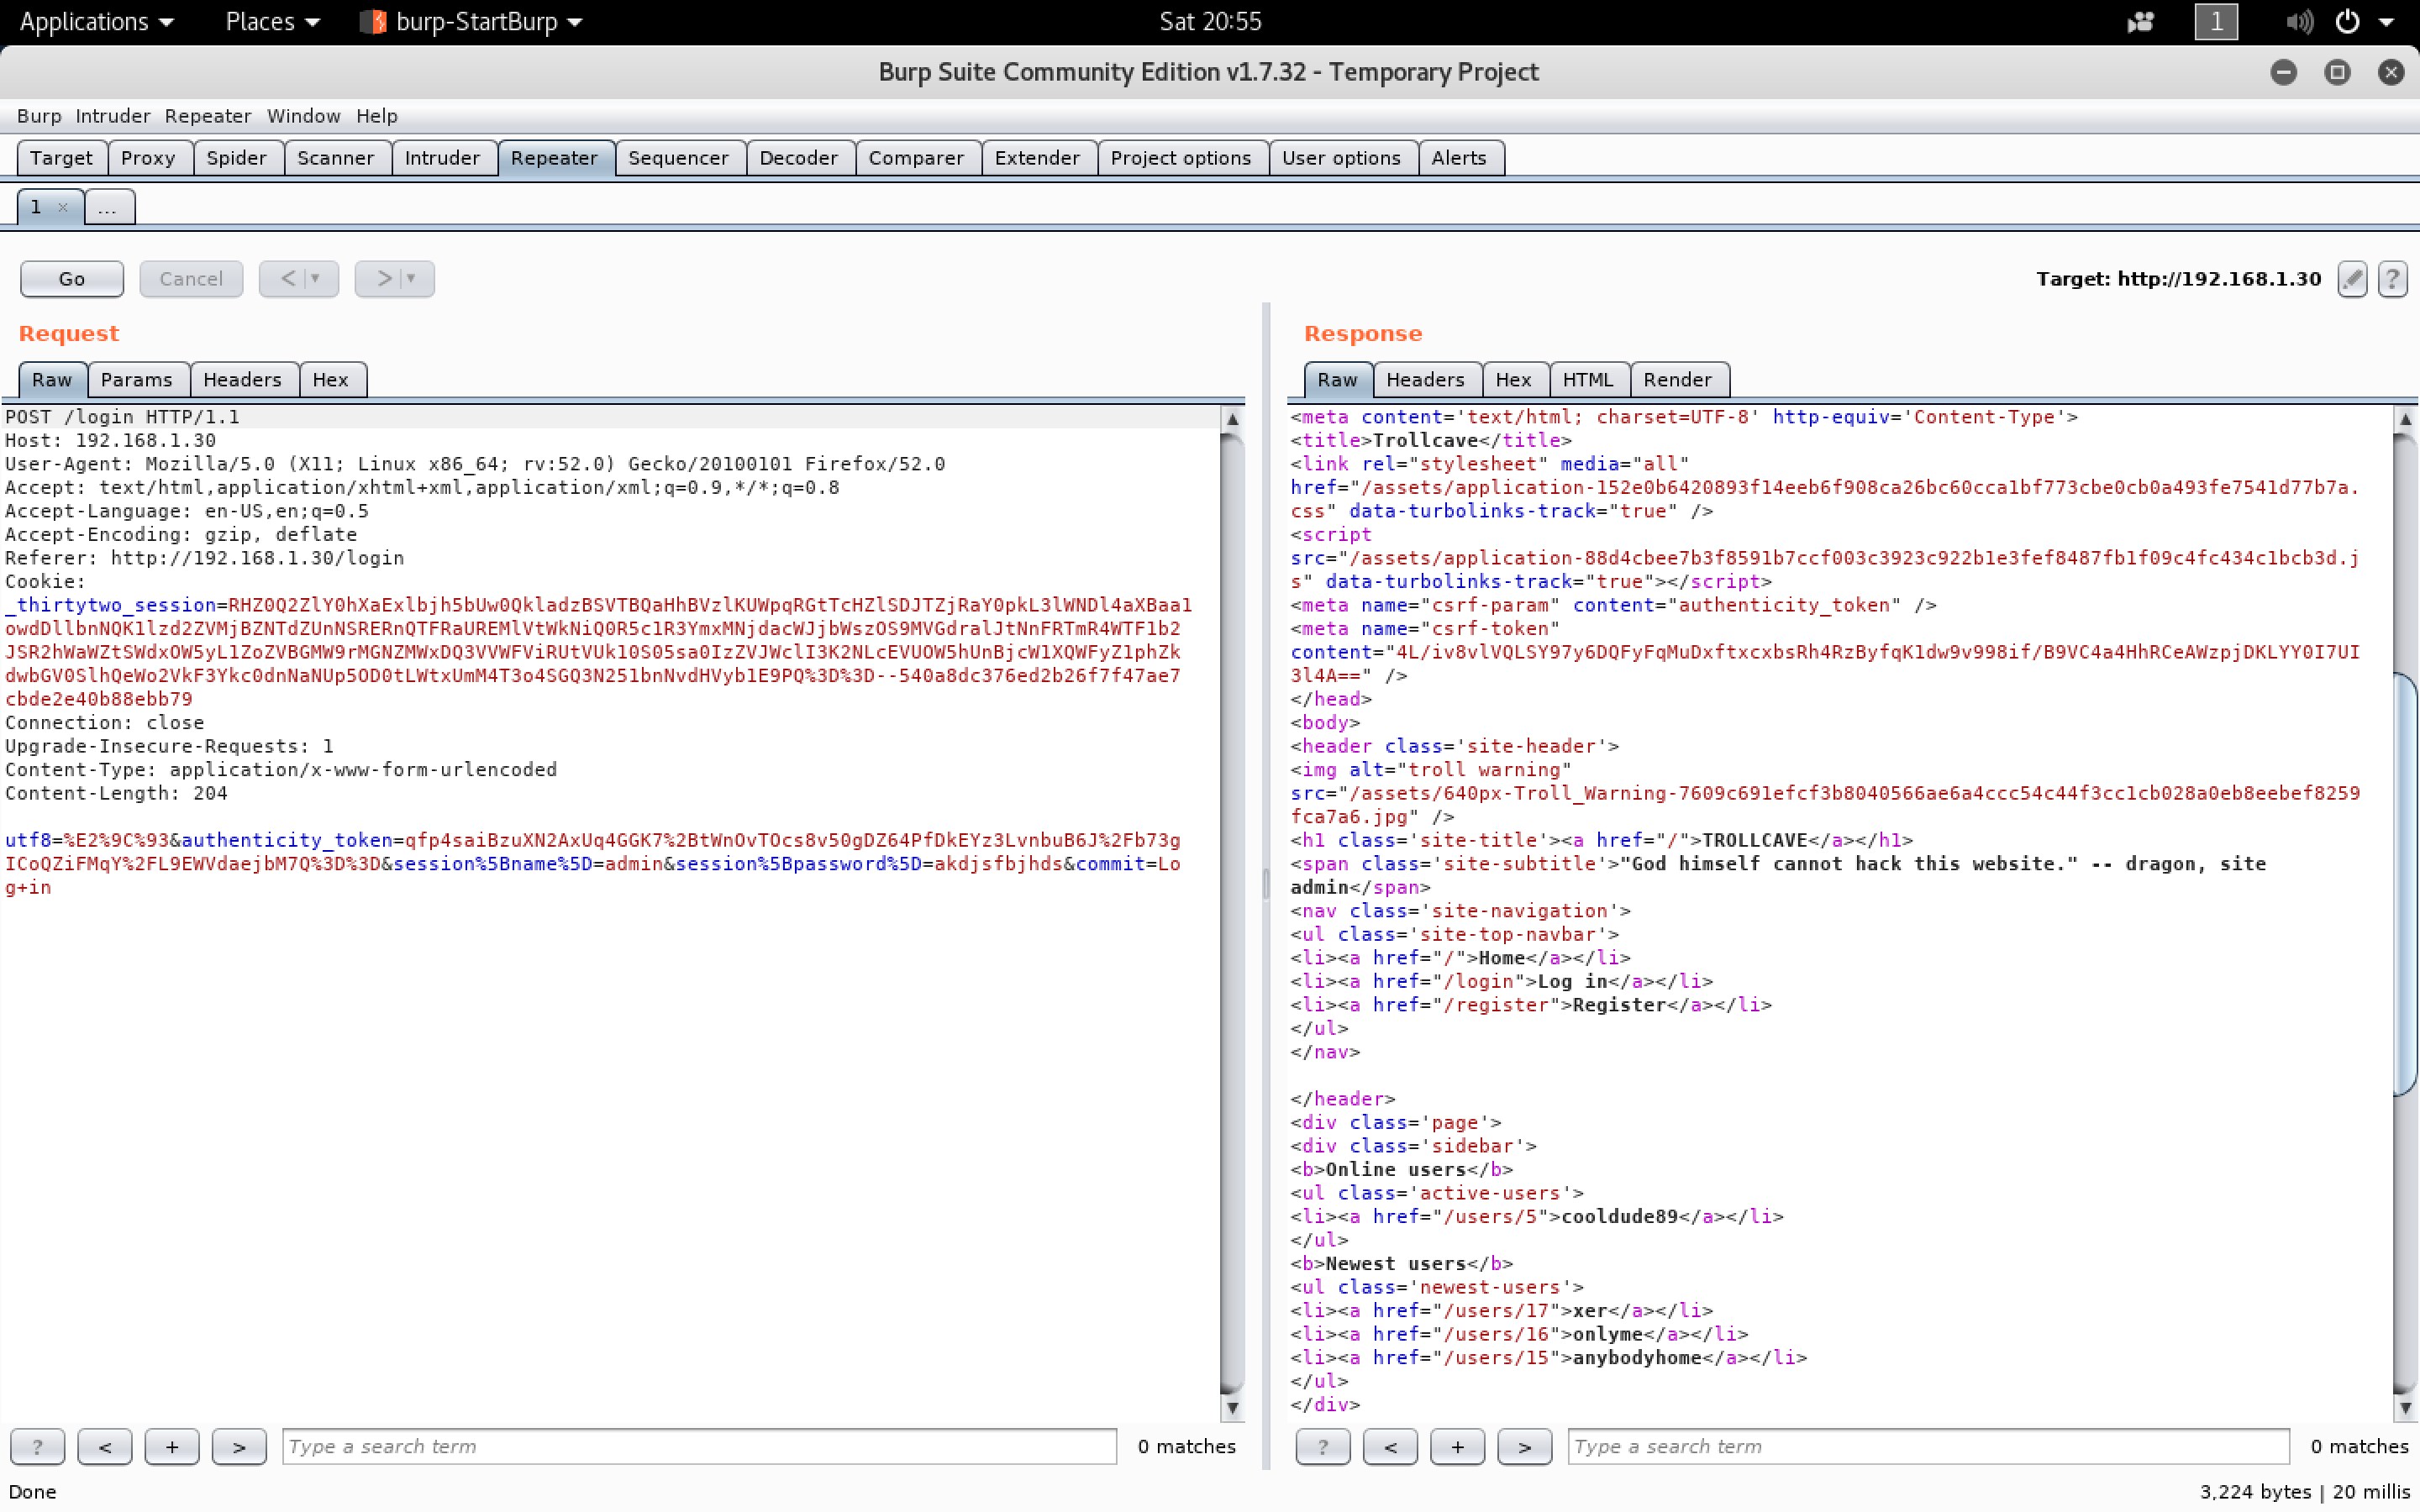 Applications Places burp-StartBurp Sat 20:55 1
Burp Suite Community Edition v1.7.32 - Temporary Project
Burp Intruder Repeater Window Help
Target Proxy Spider Scanner Intruder Repeater Sequencer Decoder Comparer Extender Project options User options Alerts
1 × ...
Go Cancel < > Target: http://192.168.1.30 ?
Request
Raw Params Headers Hex
POST /login HTTP/1.1
Host: 192.168.1.30
User-Agent: Mozilla/5.0 (X11; Linux x86_64; rv:52.0) Gecko/20100101 Firefox/52.0
Accept: text/html,application/xhtml+xml,application/xml;q=0.9,*/*;q=0.8
Accept-Language: en-US,en;q=0.5
Accept-Encoding: gzip, deflate
Referer: http://192.168.1.30/login
Cookie:
_thirtytwo_session=RHZ0Q2ZlY0hXaExlbjh5bUw0QkladzBSVTBQaHhBVzlKUWpqRGtTcHZlSDJTZjRaY0pkL3lWNDl4aXBaa1
owdDllbnNQK1lzd2ZVMjBZNTdZUnNSRERnQTFRaUREMlVtWkNiQ0R5c1R3YmxMNjdacWJjbWszOS9MVGdralJtNnFRTmR4WTF1b2
JSR2hWaWZtSWdxOW5yL1ZoZVBGMW9rMGNZMWxDQ3VVWFViRUtVUk10S05sa0IzZVJWclI3K2NLcEVUOW5hUnBjcW1XQWFyZ1phZk
dwbGV0SlhQeWo2VkF3Ykc0dnNaNUp5OD0tLWtxUmM4T3o4SGQ3N251bnNvdHVyb1E9PQ%3D%3D--540a8dc376ed2b26f7f47ae7
cbde2e40b88ebb79
Connection: close
Upgrade-Insecure-Requests: 1
Content-Type: application/x-www-form-urlencoded
Content-Length: 204
utf8=%E2%9C%93&authenticity_token=qfp4saiBzuXN2AxUq4GGK7%2BtWnOvTOcs8v50gDZ64PfDkEYz3LvnbuB6J%2Fb73g
ICoQZiFMqY%2FL9EWVdaejbM7Q%3D%3D&session%5Bname%5D=admin&session%5Bpassword%5D=akdjsfbjhds&commit=Lo
g+in
? < + > Type a search term 0 matches
Response
Raw Headers Hex HTML Render
<meta content='text/html; charset=UTF-8' http-equiv='Content-Type'>
<title>Trollcave</title>
<link rel="stylesheet" media="all"
href="/assets/application-152e0b6420893f14eeb6f908ca26bc60cca1bf773cbe0cb0a493fe7541d77b7a.
css" data-turbolinks-track="true" />
<script
src="/assets/application-88d4cbee7b3f8591b7ccf003c3923c922b1e3fef8487fb1f09c4fc434c1bcb3d.j
s" data-turbolinks-track="true"></script>
<meta name="csrf-param" content="authenticity_token" />
<meta name="csrf-token"
content="4L/iv8vlVQLSY97y6DQFyFqMuDxftxcxbsRh4RzByfqK1dw9v998if/B9VC4a4HhRCeAWzpjDKLYY0I7UI
3l4A==" />
</head>
<body>
<header class='site-header'>
<img alt="troll warning"
src="/assets/640px-Troll_Warning-7609c691efcf3b8040566ae6a4ccc54c44f3cc1cb028a0eb8eebef8259
fca7a6.jpg" />
<h1 class='site-title'><a href="/">TROLLCAVE</a></h1>
<span class='site-subtitle'>"God himself cannot hack this website." -- dragon, site
admin</span>
<nav class='site-navigation'>
<ul class='site-top-navbar'>
<li><a href="/">Home</a></li>
<li><a href="/login">Log in</a></li>
<li><a href="/register">Register</a></li>
</ul>
</nav>
</header>
<div class='page'>
<div class='sidebar'>
<b>Online users</b>
<ul class='active-users'>
<li><a href="/users/5">cooldude89</a></li>
</ul>
<b>Newest users</b>
<ul class='newest-users'>
<li><a href="/users/17">xer</a></li>
<li><a href="/users/16">onlyme</a></li>
<li><a href="/users/15">anybodyhome</a></li>
</ul>
</div>
? < + > Type a search term 0 matches
Done 3,224 bytes | 20 millis